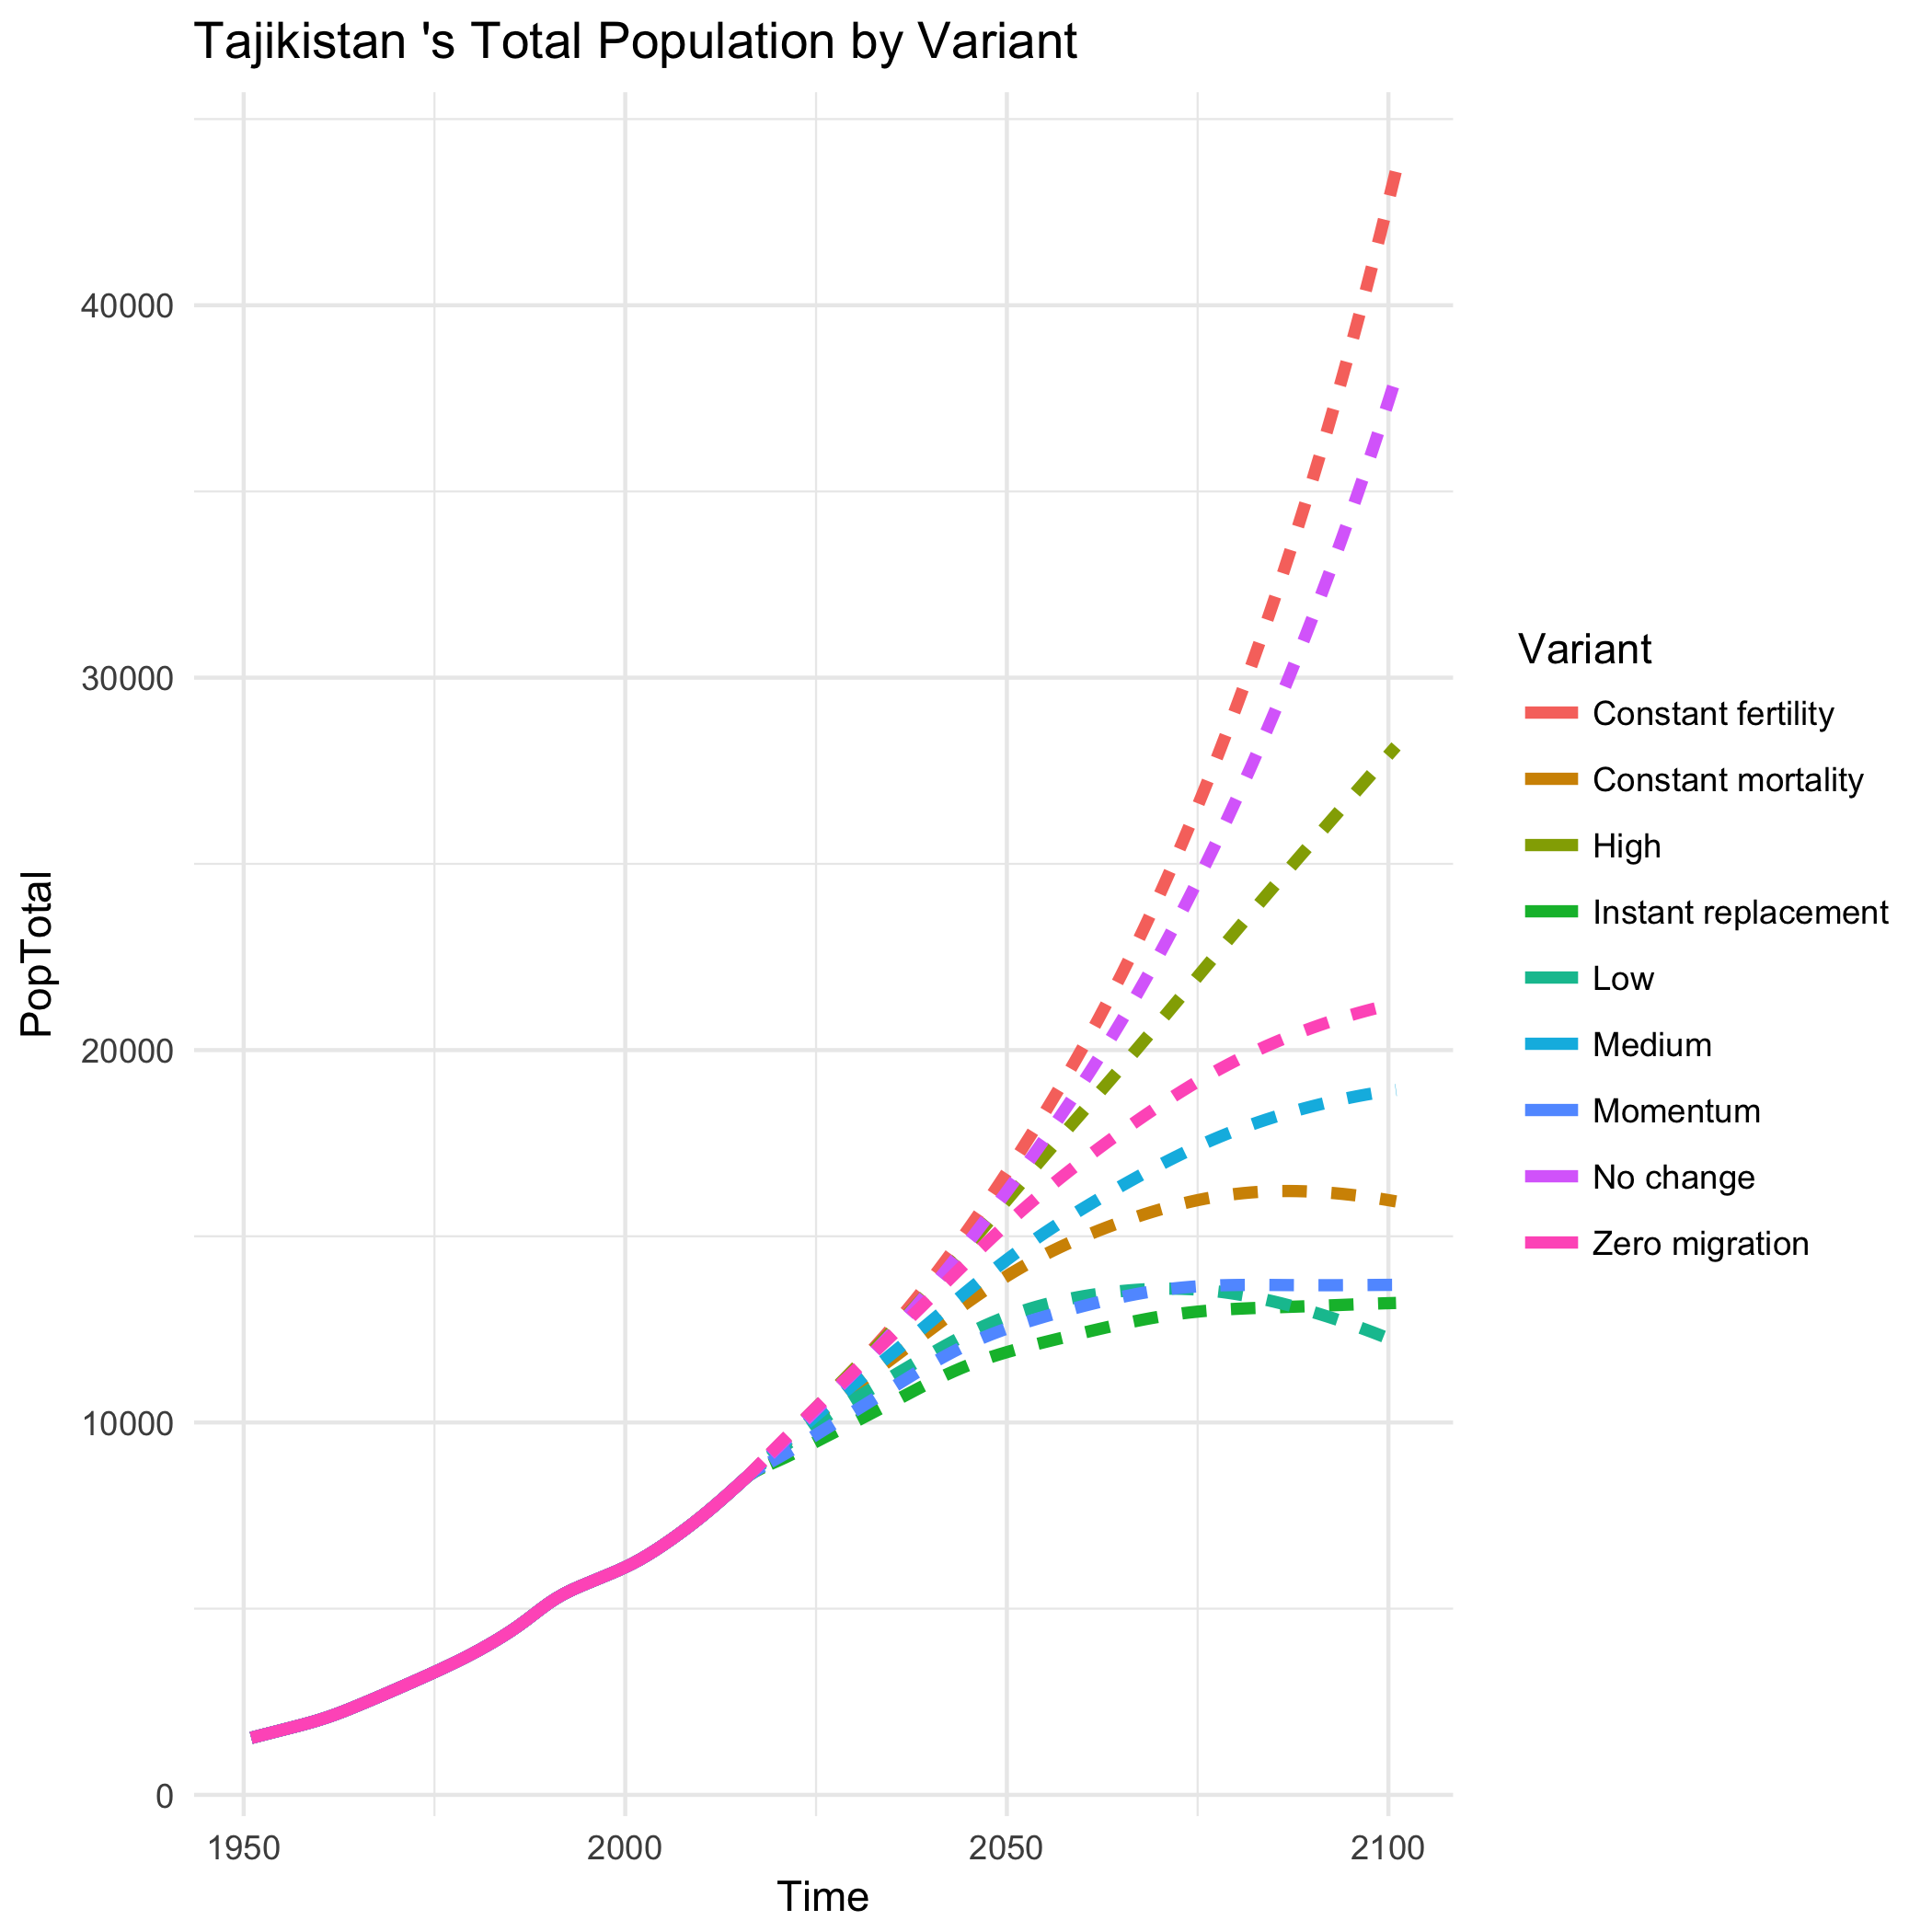 Tajikistan 's Total Population by Variant
PopTotal
40000
30000
20000
10000
0
1950
2000
2050
2100
Time
Variant
Constant fertility
Constant mortality
High
Instant replacement
Low
Medium
Momentum
No change
Zero migration